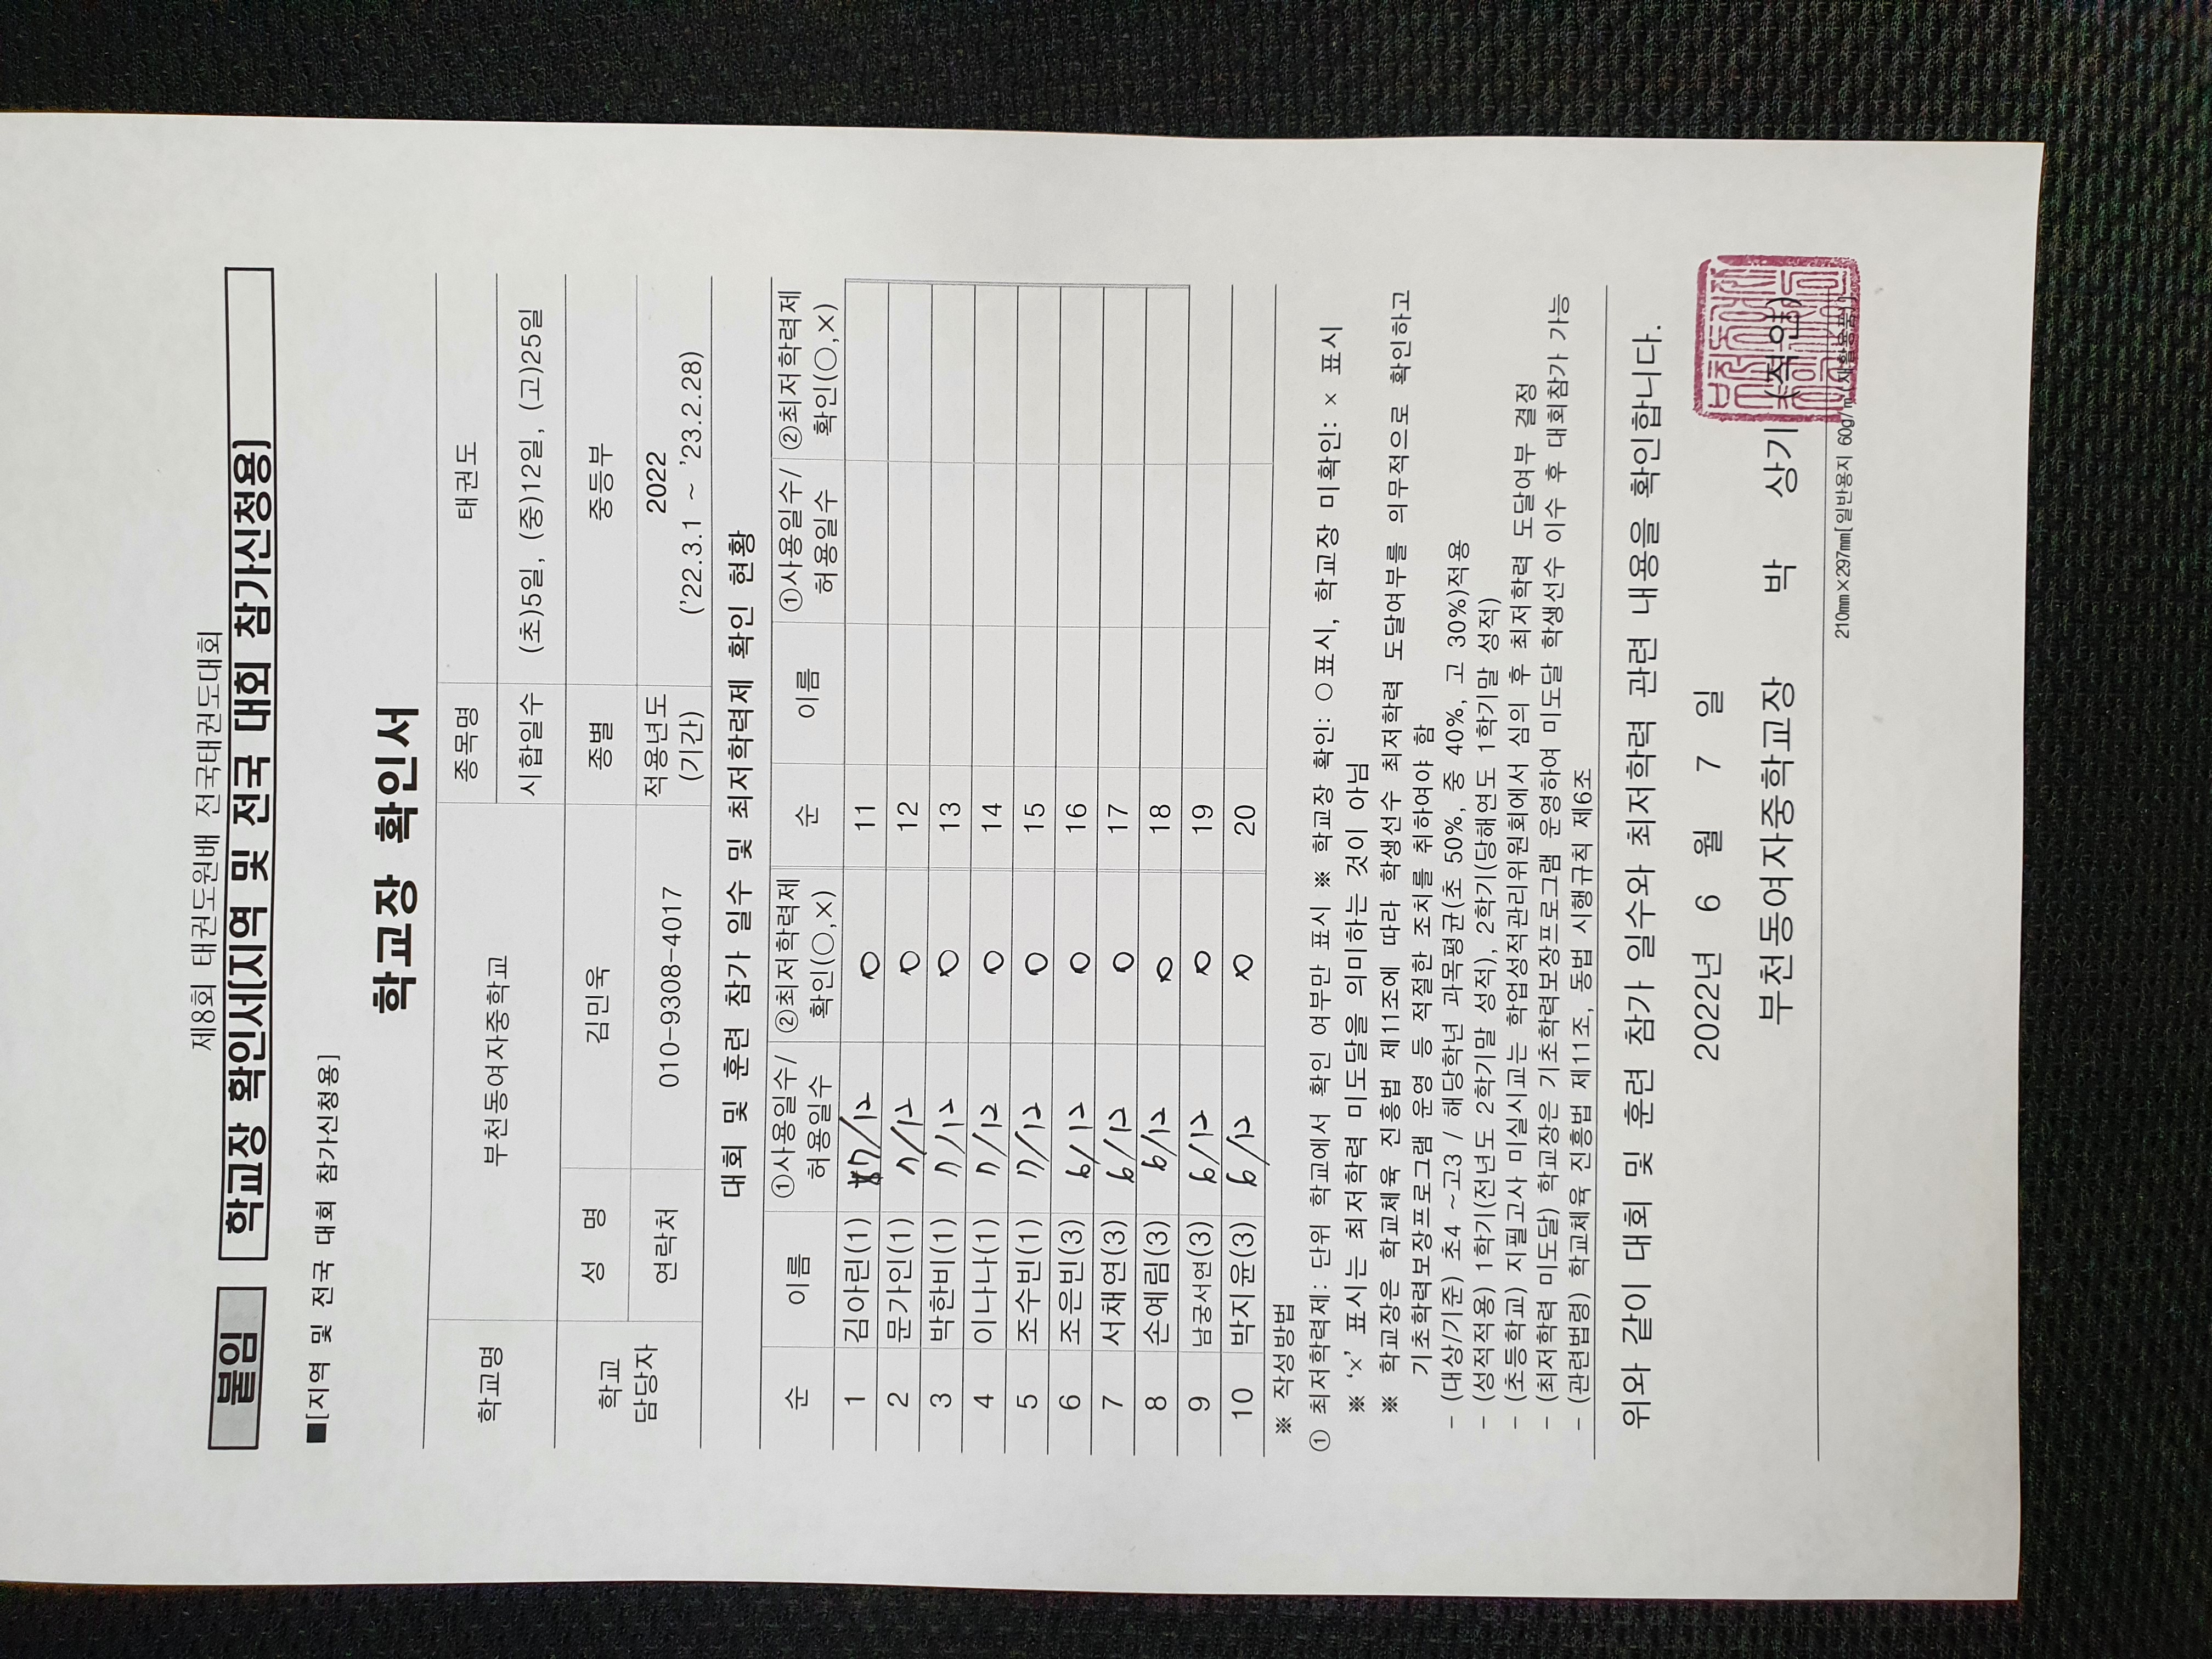 제8회 태권도원배 전국태권도대회
붙임 학교장 확인서[지역 및 전국 대회 참가신청용]
■[지역 및 전국 대회 참가신청용]
학교장 확인서
학교명 부천동여자중학교 종목명 태권도
시합일수 (초)5일, (중)12일, (고)25일
학교 담당자 성 명 김민욱 종별 중등부
연락처 010-9308-4017 적용년도 (기간) 2022 ('22.3.1 ~ '23.2.28)
대회 및 훈련 참가 일수 및 최저학력제 확인 현황
순 이름 ①사용일수/허용일수 ②최저학력제 확인(○,×) 순 이름 ①사용일수/허용일수 ②최저학력제 확인(○,×)
1 김아린(1) 7/12 O 11
2 문가인(1) 7/12 O 12
3 박한비(1) 7/12 O 13
4 이나나(1) 7/12 O 14
5 조수빈(1) 7/12 O 15
6 조은빈(3) 6/12 O 16
7 서채연(3) 6/12 O 17
8 손예림(3) 6/12 O 18
9 남궁서연(3) 6/12 O 19
10 박지윤(3) 6/12 O 20
※ 작성방법
① 최저학력제: 단위 학교에서 확인 여부만 표시 ※ 학교장 확인: ○표시, 학교장 미확인: × 표시
※ '×' 표시는 최저학력 미도달을 의미하는 것이 아님
※ 학교장은 학교체육 진흥법 제11조에 따라 학생선수 최저학력 도달여부를 의무적으로 확인하고
기초학력보장프로그램 운영 등 적절한 조치를 취하여야 함
- (대상/기준) 초4 ~고3 / 해당학년 과목평균(초 50%, 중 40%, 고 30%)적용
- (성적적용) 1학기(전년도 2학기말 성적), 2학기(당해연도 1학기말 성적)
- (초등학교) 지필고사 미실시교는 학업성적관리위원회에서 심의 후 최저학력 도달여부 결정
- (최저학력 미도달) 학교장은 기초학력보장프로그램 운영하여 미도달 학생선수 이수 후 대회참가 가능
- (관련법령) 학교체육 진흥법 제11조, 동법 시행규칙 제6조
위와 같이 대회 및 훈련 참가 일수와 최저학력 관련 내용을 확인합니다.
2022년 6 월 7 일
부천동여자중학교장 박 상기 (직인)
210mm×297mm[일반용지 60g/㎡(재활용품)]